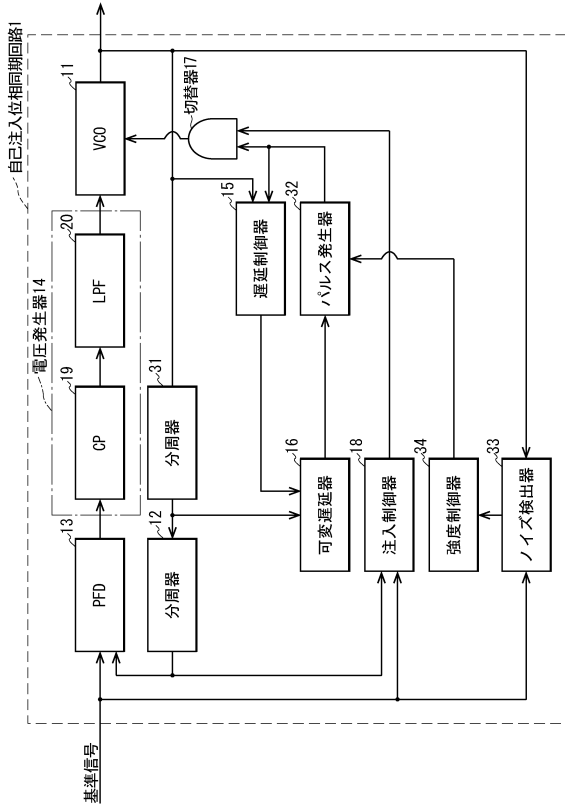 自己注入位相同期回路1
基準信号
電圧発生器14
13
PFD
19
CP
20
LPF
11
VCO
12
分周器
31
分周器
切替器17
15
遅延制御器
32
パルス発生器
16
可変遅延器
18
注入制御器
34
強度制御器
33
ノイズ検出器